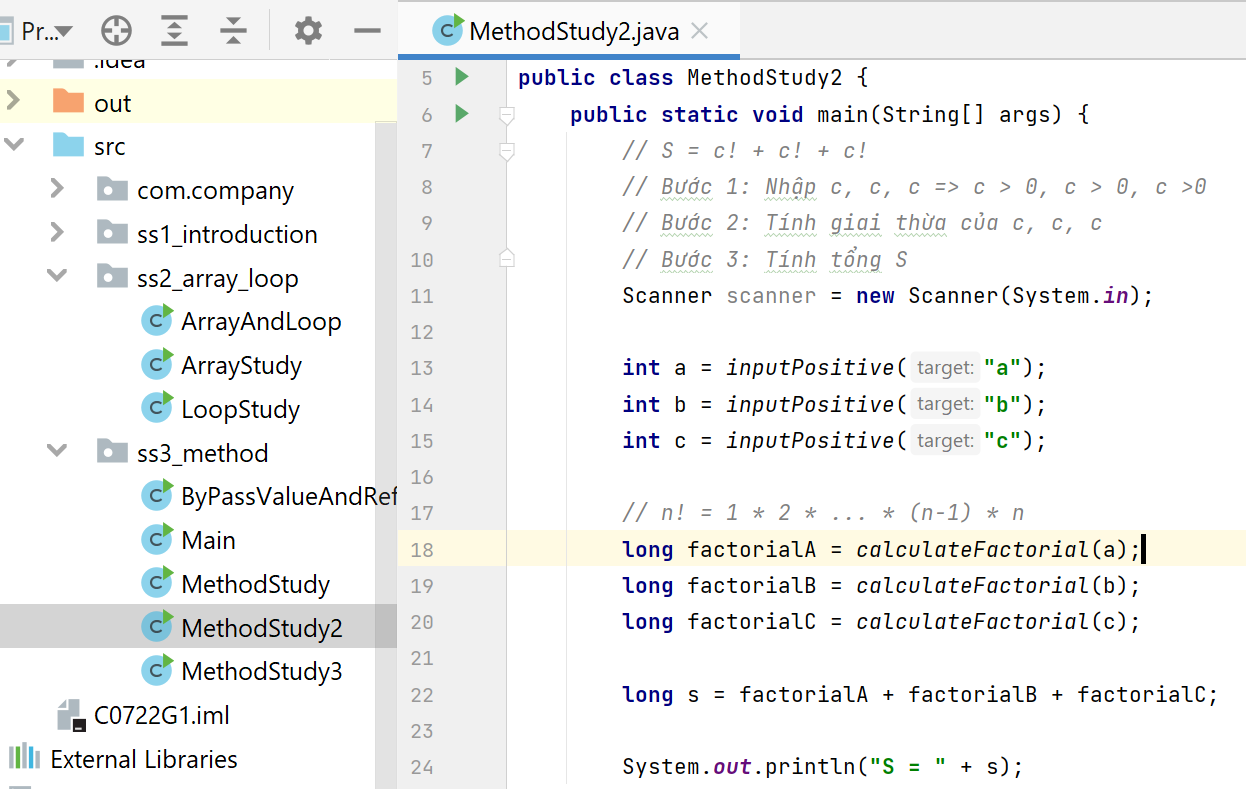 Pr...
.idea
out
src
com.company
ss1_introduction
ss2_array_loop
ArrayAndLoop
ArrayStudy
LoopStudy
ss3_method
ByPassValueAndRef
Main
MethodStudy
MethodStudy2
MethodStudy3
C0722G1.iml
External Libraries
MethodStudy2.java
5 public class MethodStudy2 {
6 public static void main(String[] args) {
7 // S = c! + c! + c!
8 // Bước 1: Nhập c, c, c => c > 0, c > 0, c >0
9 // Bước 2: Tính giai thừa của c, c, c
10 // Bước 3: Tính tổng S
11 Scanner scanner = new Scanner(System.in);
12
13 int a = inputPositive( target: "a");
14 int b = inputPositive( target: "b");
15 int c = inputPositive( target: "c");
16
17 // n! = 1 * 2 * ... * (n-1) * n
18 long factorialA = calculateFactorial(a);
19 long factorialB = calculateFactorial(b);
20 long factorialC = calculateFactorial(c);
21
22 long s = factorialA + factorialB + factorialC;
23
24 System.out.println("S = " + s);